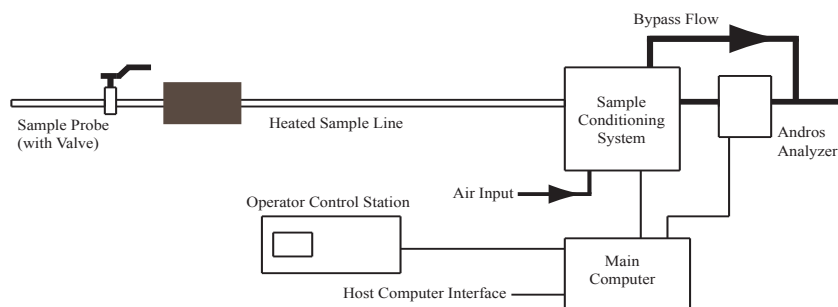 Bypass Flow
Sample Probe
(with Valve)
Heated Sample Line
Sample
Conditioning
System
Andros
Analyzer
Air Input
Operator Control Station
Main
Computer
Host Computer Interface